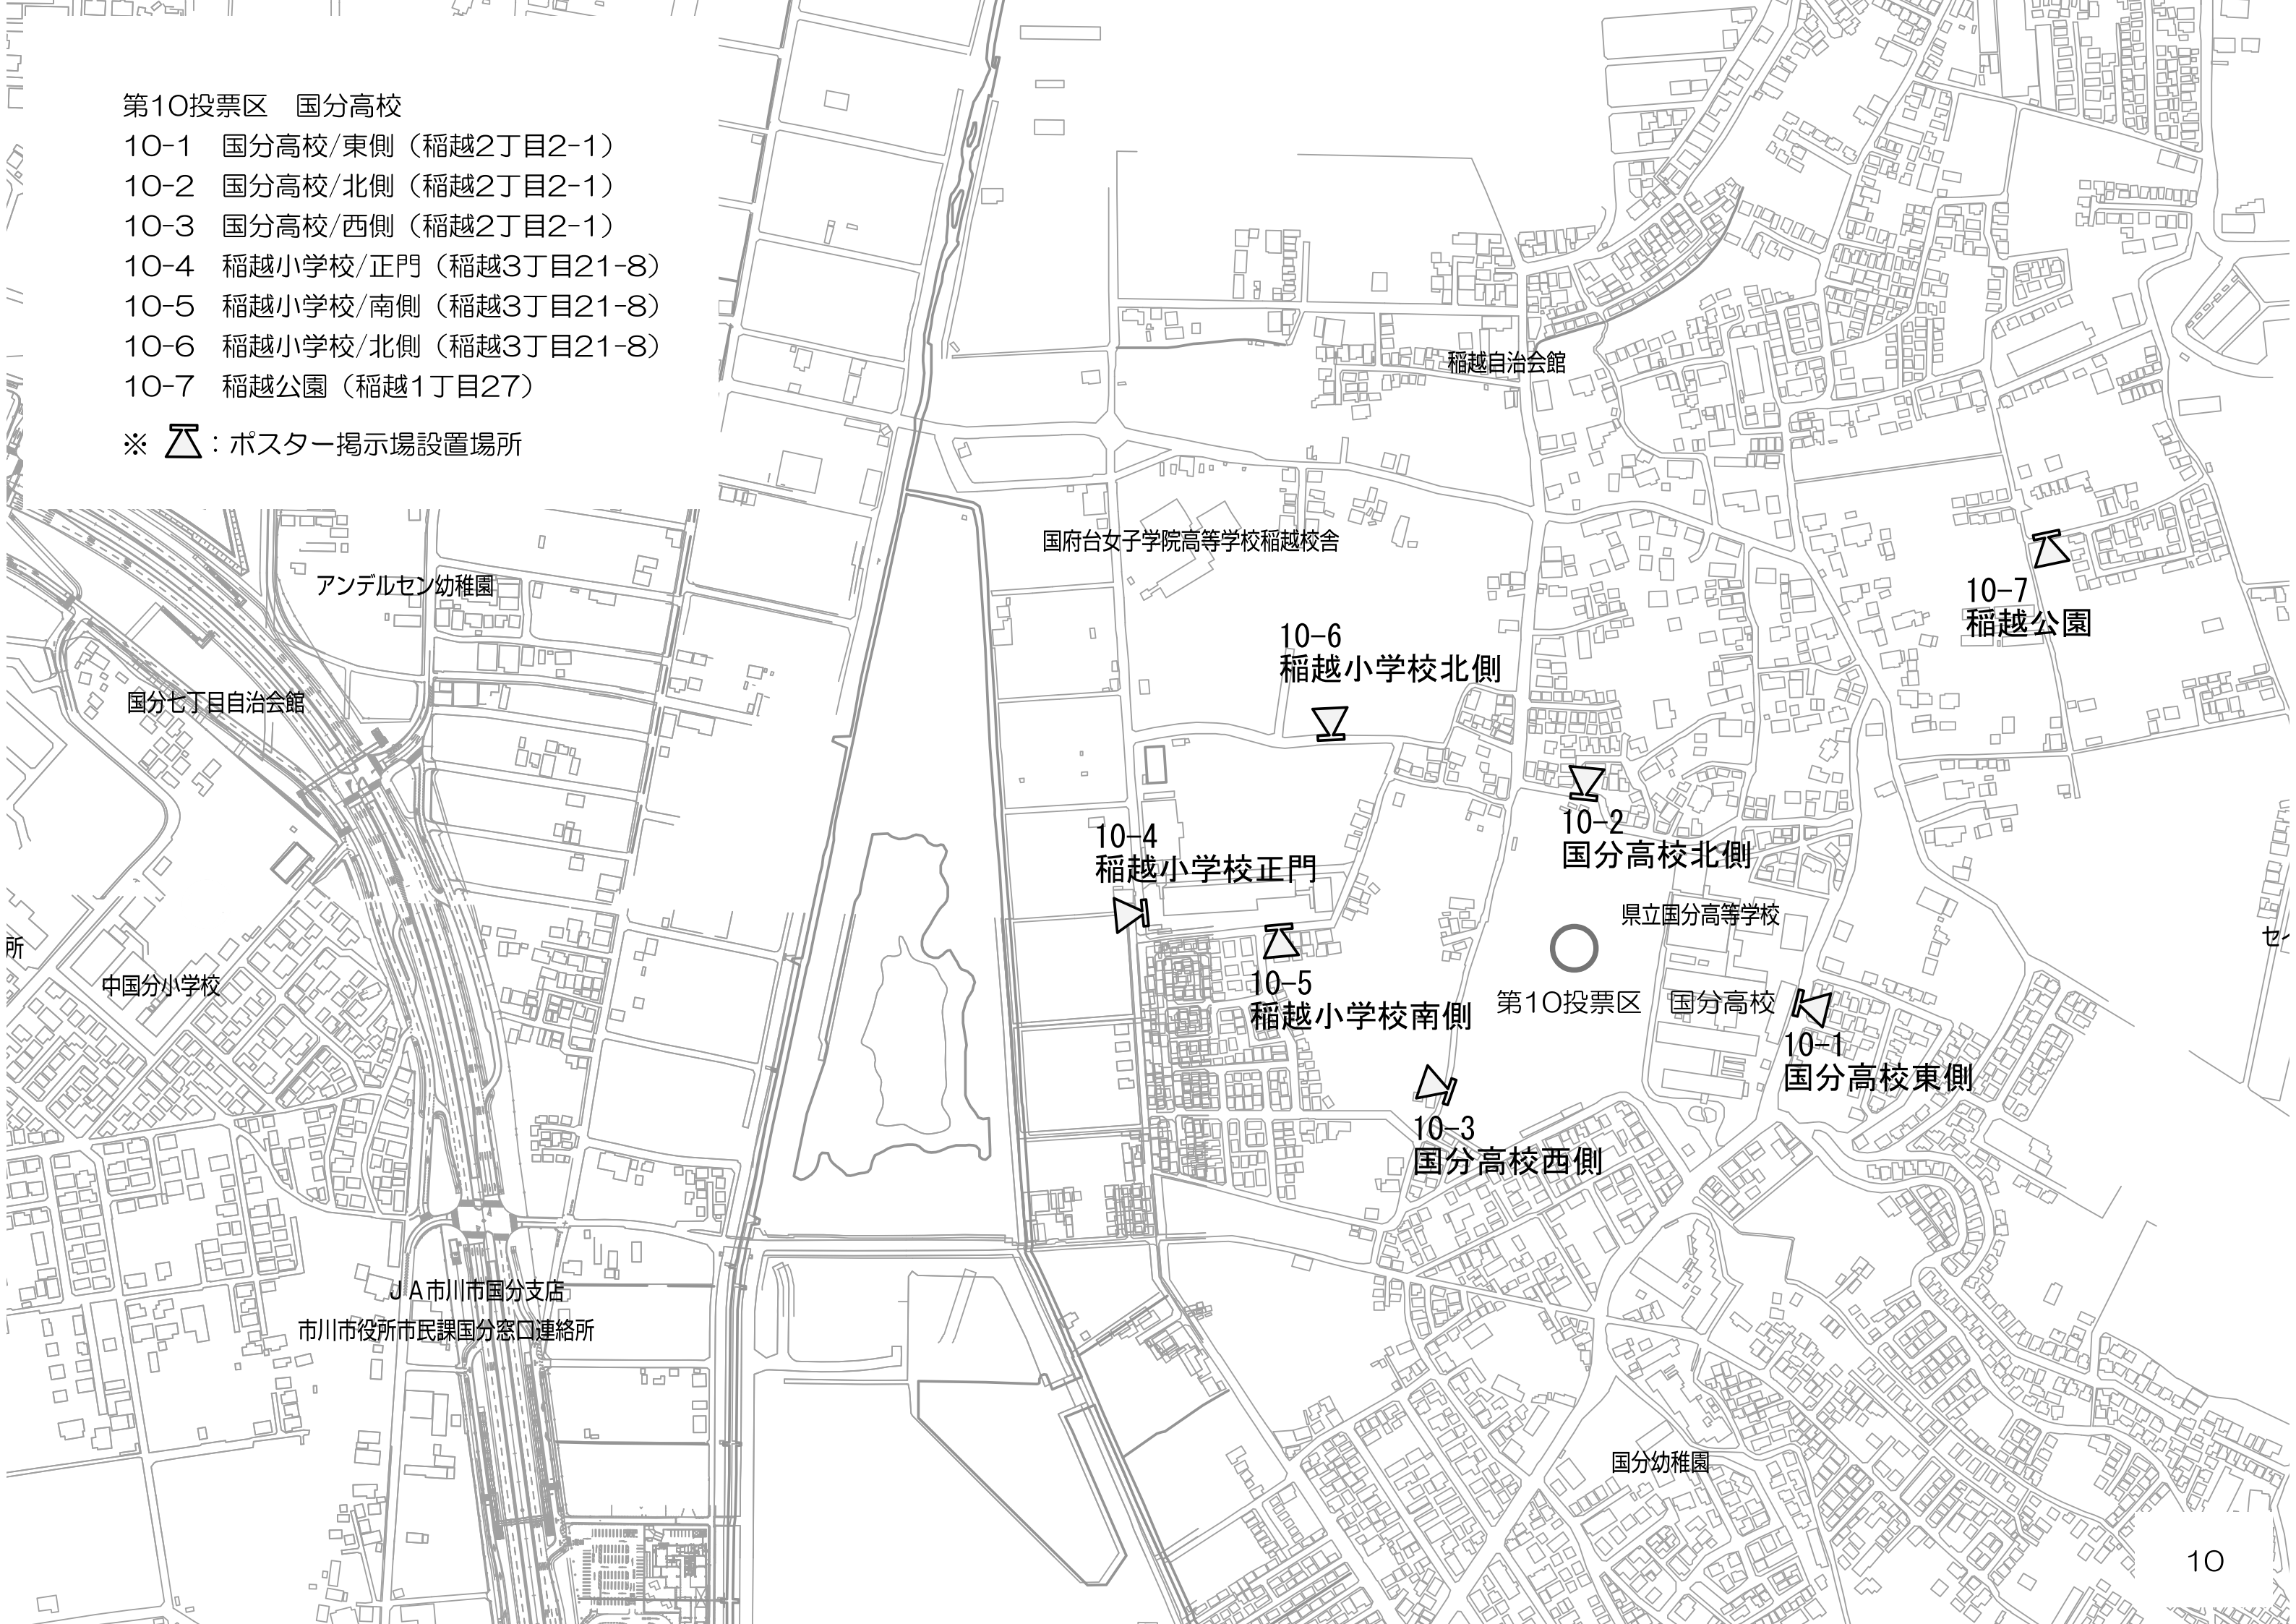 第10投票区　国分高校
10-1　国分高校/東側（稲越2丁目2-1）
10-2　国分高校/北側（稲越2丁目2-1）
10-3　国分高校/西側（稲越2丁目2-1）
10-4　稲越小学校/正門（稲越3丁目21-8）
10-5　稲越小学校/南側（稲越3丁目21-8）
10-6　稲越小学校/北側（稲越3丁目21-8）
10-7　稲越公園（稲越1丁目27）
※　：ポスター掲示場設置場所
稲越自治会館
国府台女子学院高等学校稲越校舎
アンデルセン幼稚園
10-7
稲越公園
10-6
稲越小学校北側
国分七丁目自治会館
10-2
国分高校北側
10-4
稲越小学校正門
県立国分高等学校
所
セ
中国分小学校
10-5
稲越小学校南側
第10投票区　国分高校
10-1
国分高校東側
10-3
国分高校西側
ＪＡ市川市国分支店
市川市役所市民課国分窓口連絡所
国分幼稚園
10